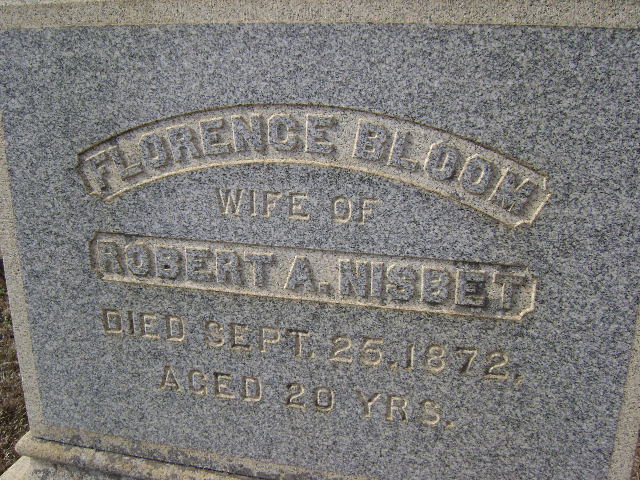 FLORENCE BLOOM
WIFE OF
ROBERT A. NISBET
DIED SEPT. 25, 1872.
AGED 20 YRS.